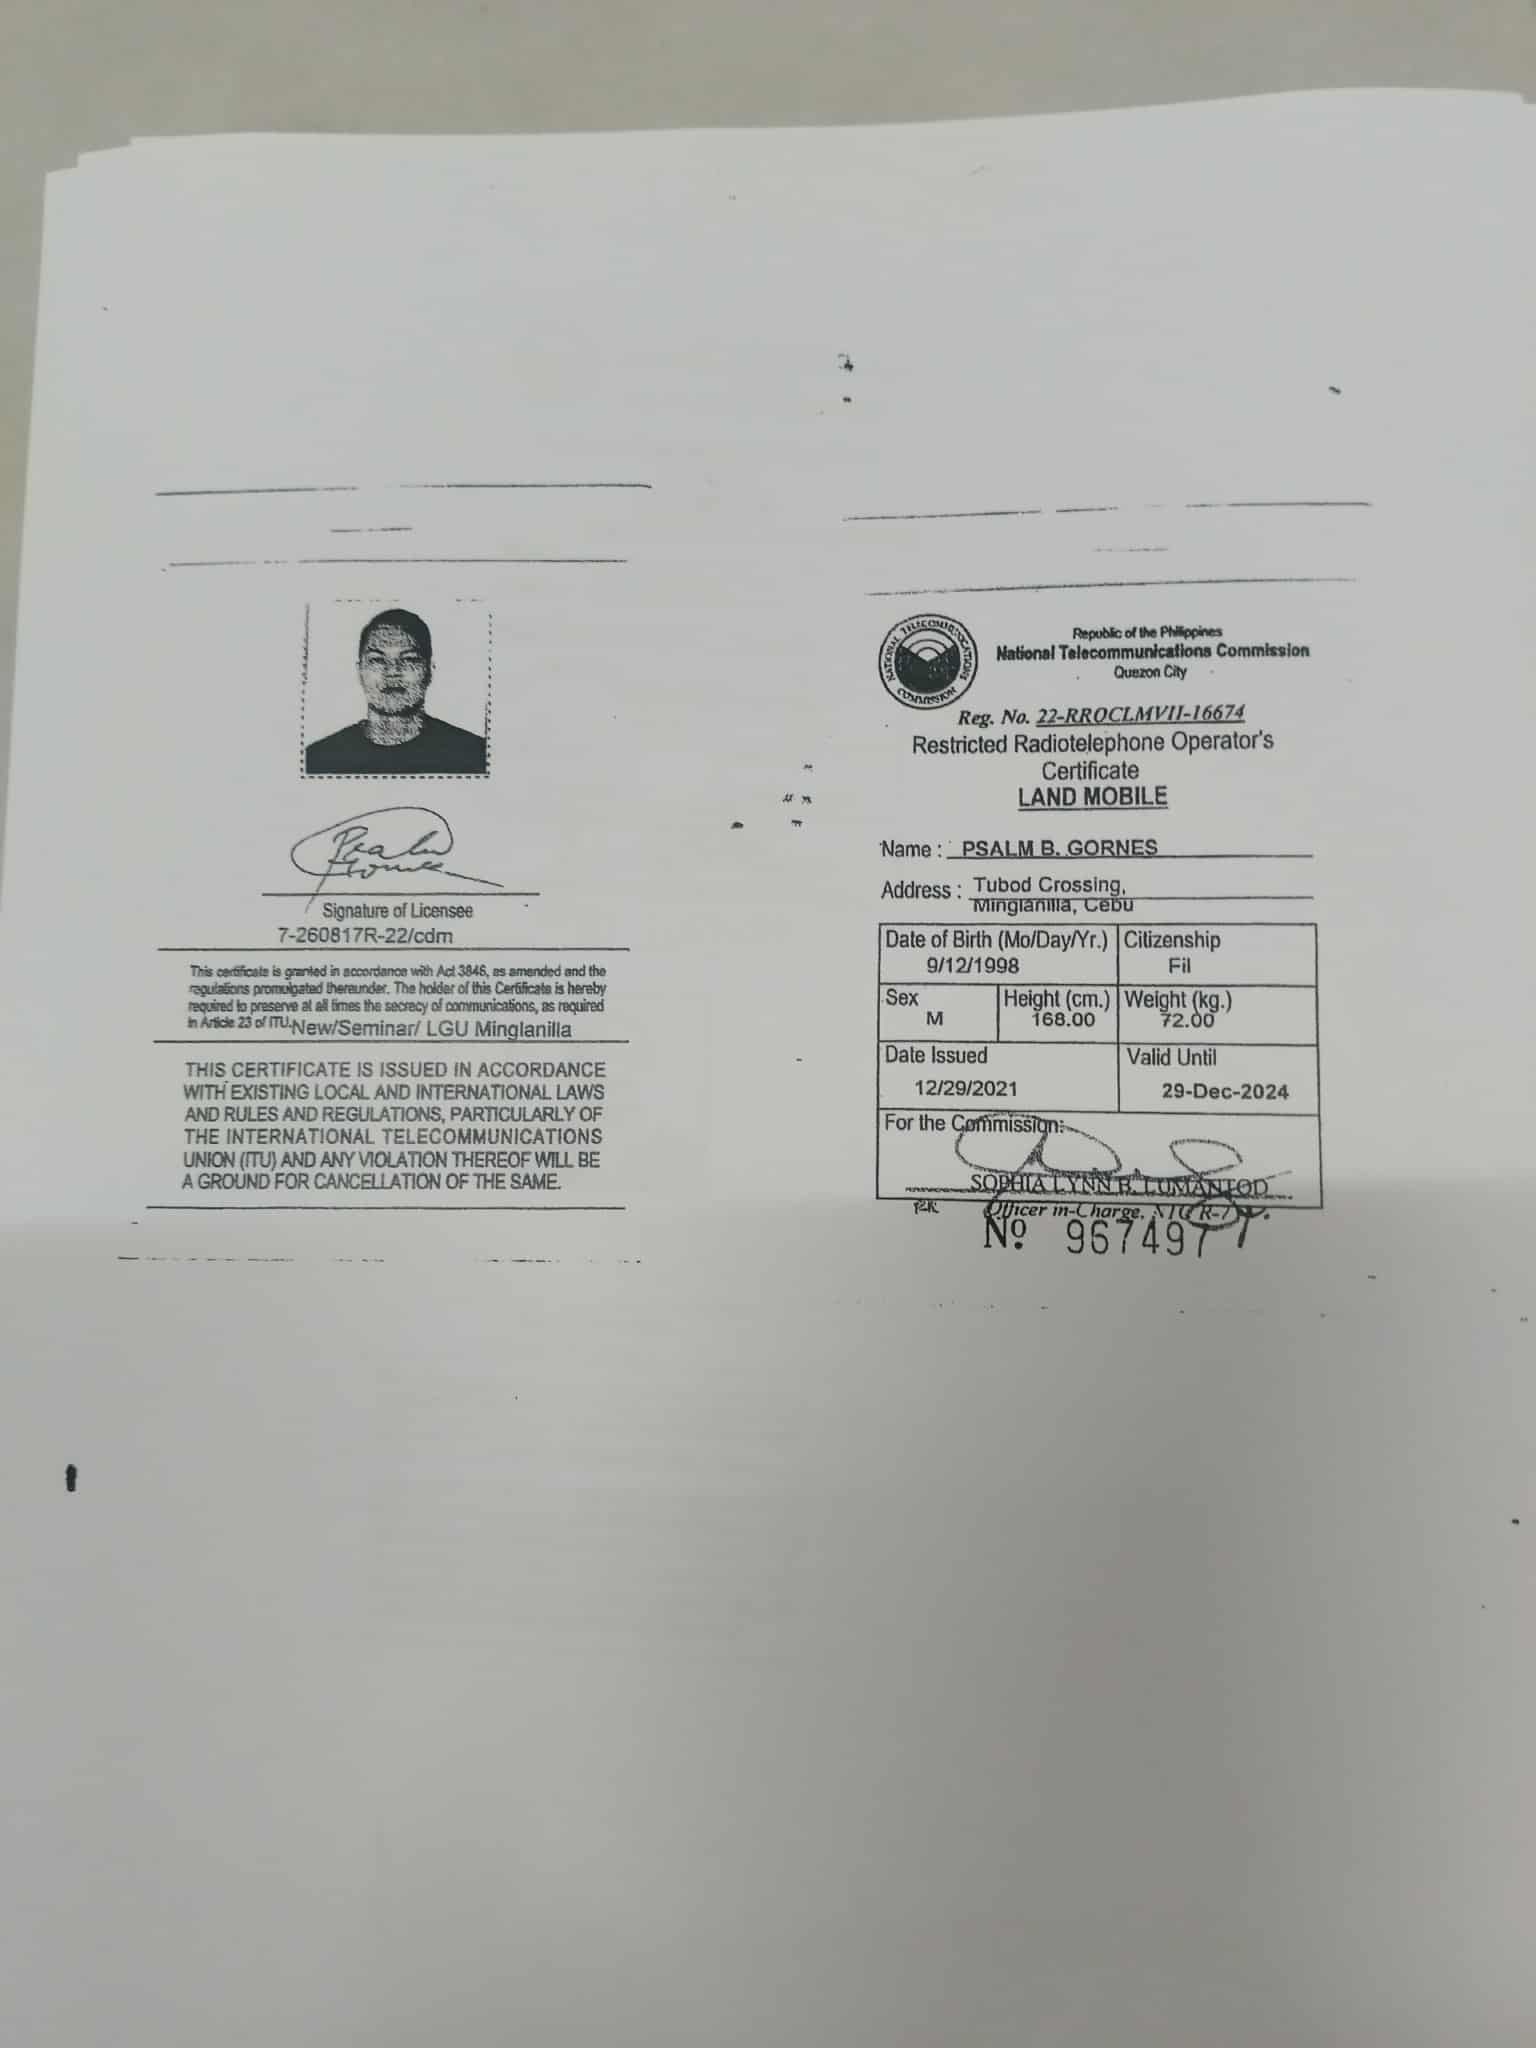 Psalm
Gornes
Signature of Licensee
7-260817R-22/cdm
This certificate is granted in accordance with Act 3846, as amended and the
regulations promulgated thereunder. The holder of this Certificate is hereby
required to preserve at all times the secrecy of communications, as required
in Article 23 of ITU. New/Seminar/ LGU Minglanilla
THIS CERTIFICATE IS ISSUED IN ACCORDANCE
WITH EXISTING LOCAL AND INTERNATIONAL LAWS
AND RULES AND REGULATIONS, PARTICULARLY OF
THE INTERNATIONAL TELECOMMUNICATIONS
UNION (ITU) AND ANY VIOLATION THEREOF WILL BE
A GROUND FOR CANCELLATION OF THE SAME.
NATIONAL TELECOMMUNICATIONS COMMISSION
Republic of the Philippines
National Telecommunications Commission
Quezon City
Reg. No. 22-RROCLMVII-16674
Restricted Radiotelephone Operator's
Certificate
LAND MOBILE
Name : PSALM B. GORNES
Address : Tubod Crossing,
Minglanilla, Cebu
Date of Birth (Mo/Day/Yr.) Citizenship
9/12/1998 Fil
Sex Height (cm.) Weight (kg.)
M 168.00 72.00
Date Issued Valid Until
12/29/2021 29-Dec-2024
For the Commission:
SOPHIA LYNN B. LUMANTOD
Officer in-Charge, NTC R-7
Nº 967497